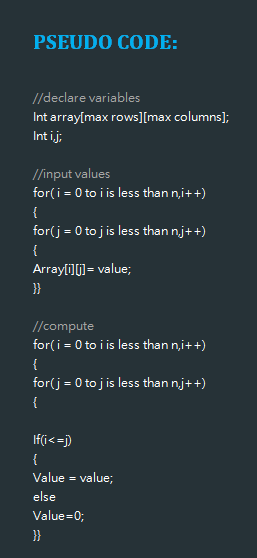 PSEUDO CODE:
//declare variables
Int array[max rows][max columns];
Int i,j;
//input values
for( i = 0 to i is less than n,i++)
{
for( j = 0 to j is less than n,j++)
{
Array[i][j]= value;
}}
//compute
for( i = 0 to i is less than n,i++)
{
for( j = 0 to j is less than n,j++)
{
If(i<=j)
{
Value = value;
else
Value=0;
}}